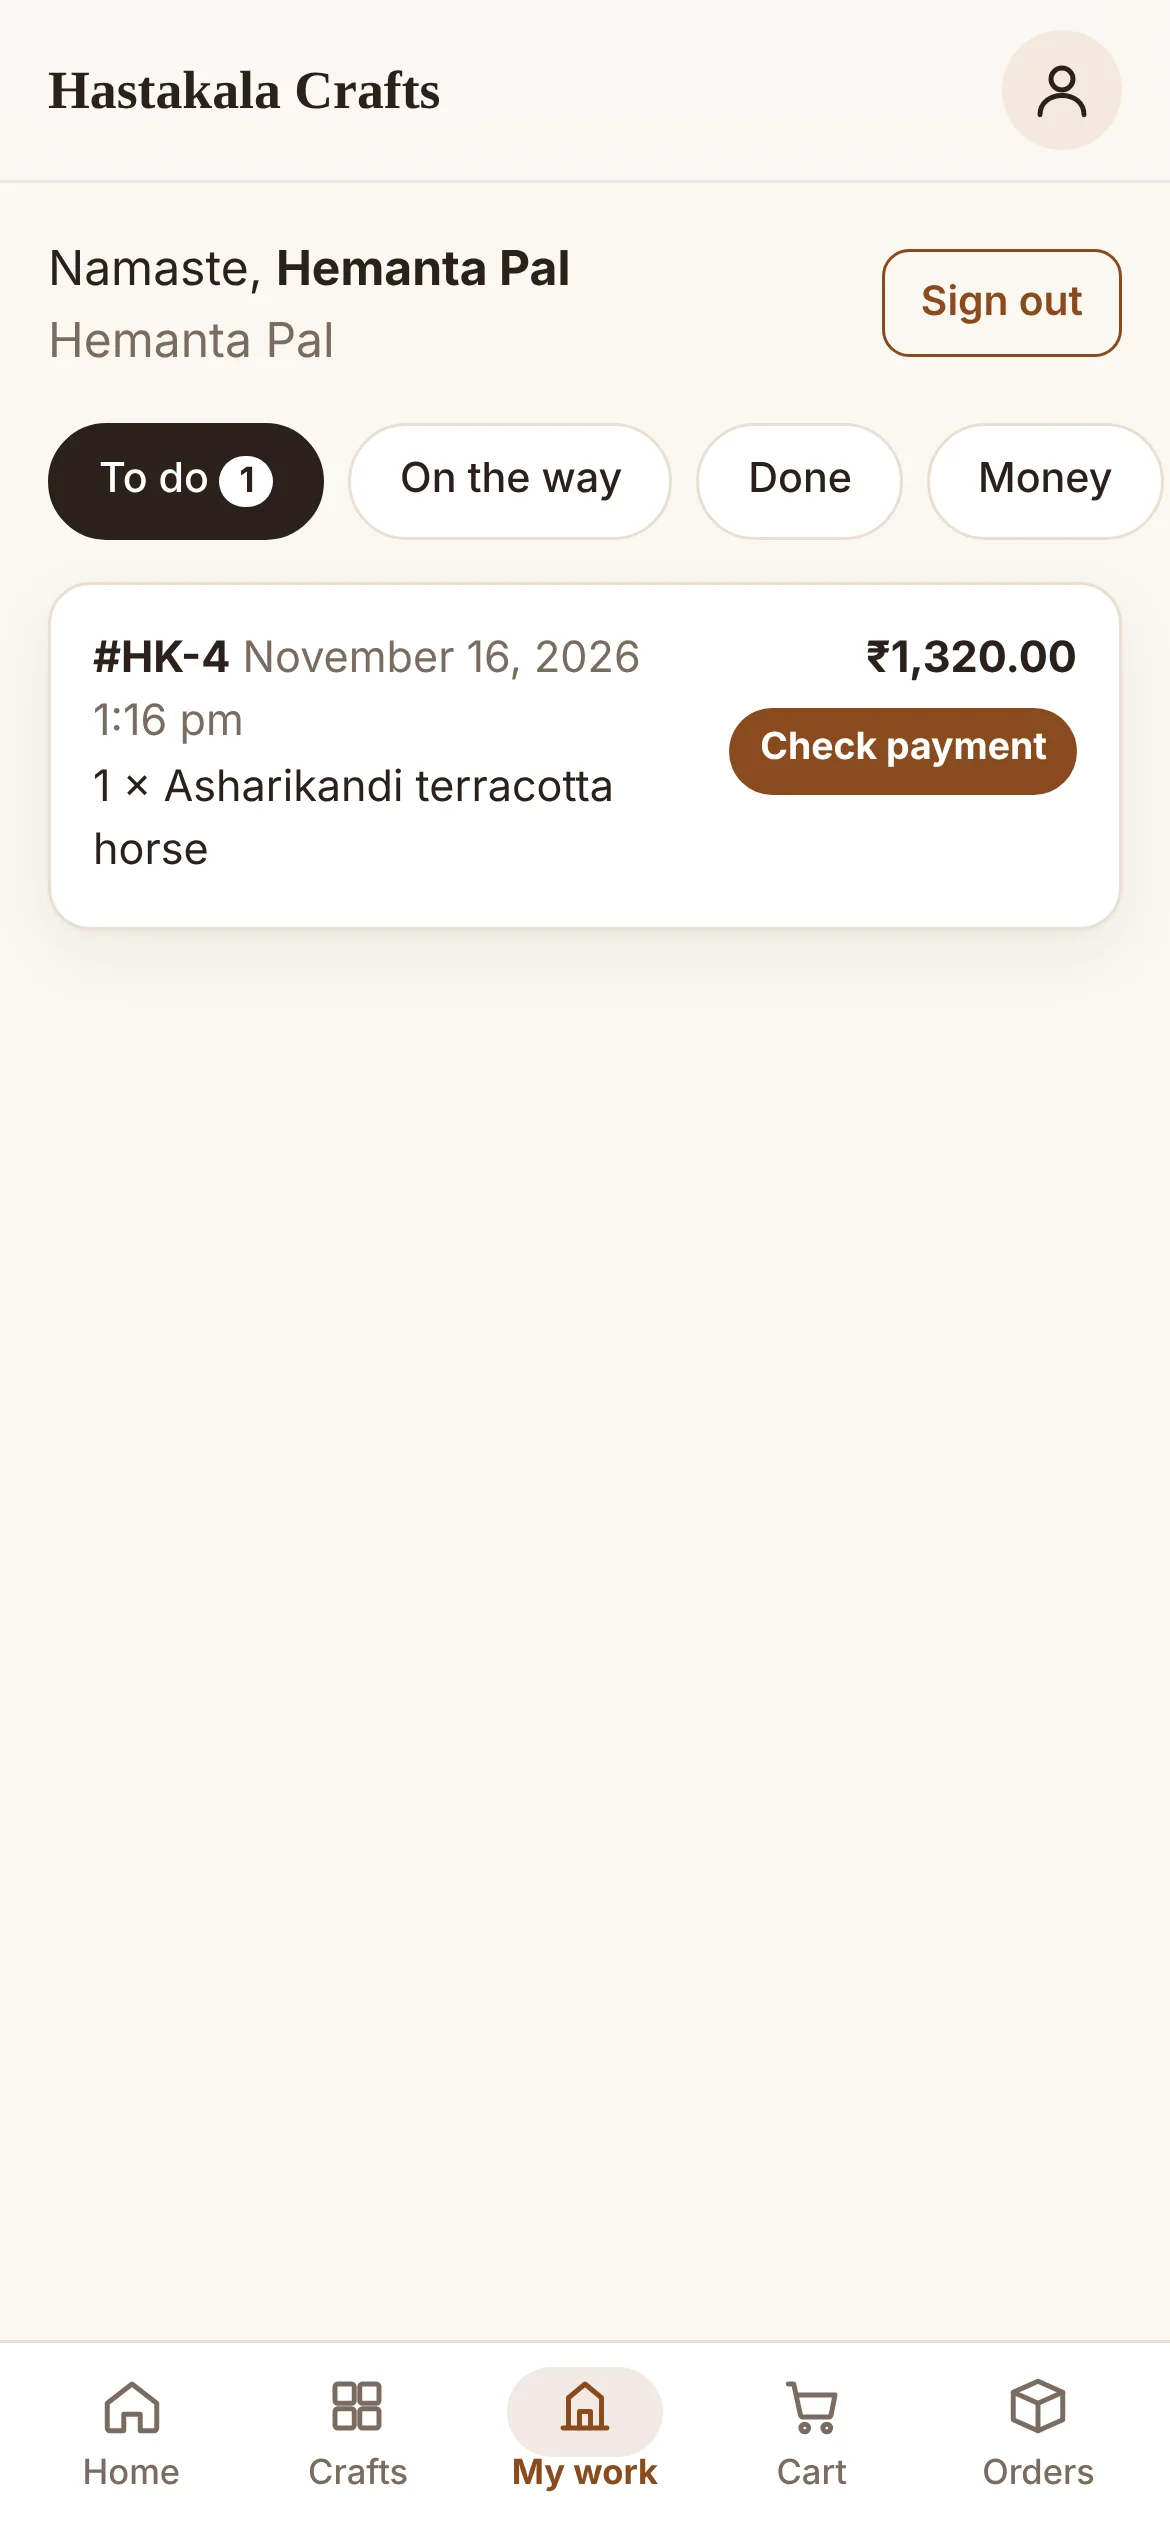 Hastakala Crafts
Namaste, Hemanta Pal
Hemanta Pal
Sign out
To do 1
On the way
Done
Money
#HK-4 November 16, 2026
1:16 pm
1 × Asharikandi terracotta
horse
₹1,320.00
Check payment
Home
Crafts
My work
Cart
Orders